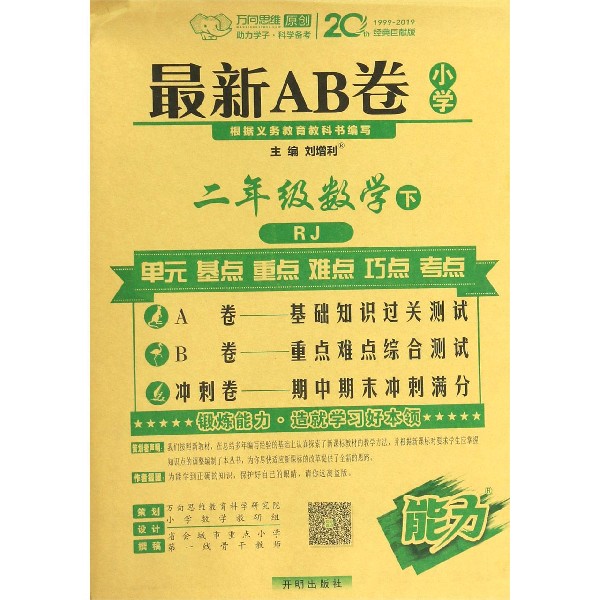 万向思维 原创
助力学子·科学备考
20th 1999-2019
经典巨献版
最新AB卷 小学
根据义务教育教科书编写
主 编 刘增利®
二年级数学 下
RJ
单元 基点 重点 难点 巧点 考点
A 卷——基础知识过关测试
B 卷——重点难点综合测试
冲刺卷——期中期末冲刺满分
★★★★★锻炼能力·造就学习好本领★★★★★
策划
设计
撰稿
万向思维教育科学研究院
小学数学教研组
省会城市重点小学
第一线骨干教师
能力®
开明出版社